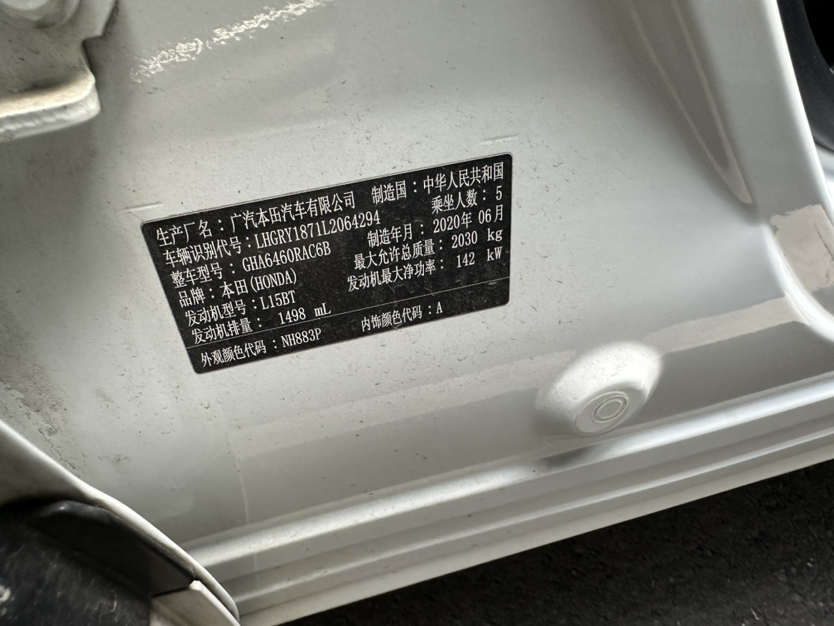 生产厂名：广汽本田汽车有限公司 制造国：中华人民共和国
车辆识别代号：LHGRY1871L2064294 乘坐人数：5
整车型号：GHA6460RAC6B 制造年月：2020年06月
品牌：本田(HONDA) 最大允许总质量：2030 kg
发动机型号：L15BT 发动机最大净功率：142 kW
发动机排量：1498 mL
外观颜色代码：NH883P 内饰颜色代码：A